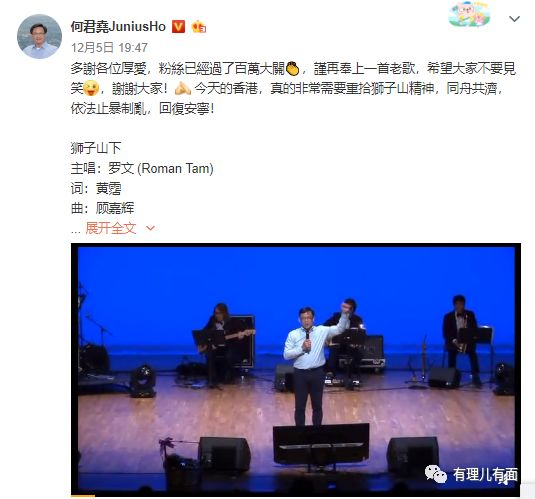 何君堯JuniusHo
12月5日 19:47
多謝各位厚愛，粉絲已經過了百萬大關👏，謹再奉上一首老歌，希望大家不要見
笑😜，謝謝大家！🙏 今天的香港，真的非常需要重拾獅子山精神，同舟共濟，
依法止暴制亂，回復安寧！
狮子山下
主唱：罗文 (Roman Tam)
词：黄霑
曲：顾嘉辉
... 展开全文
有理儿有面